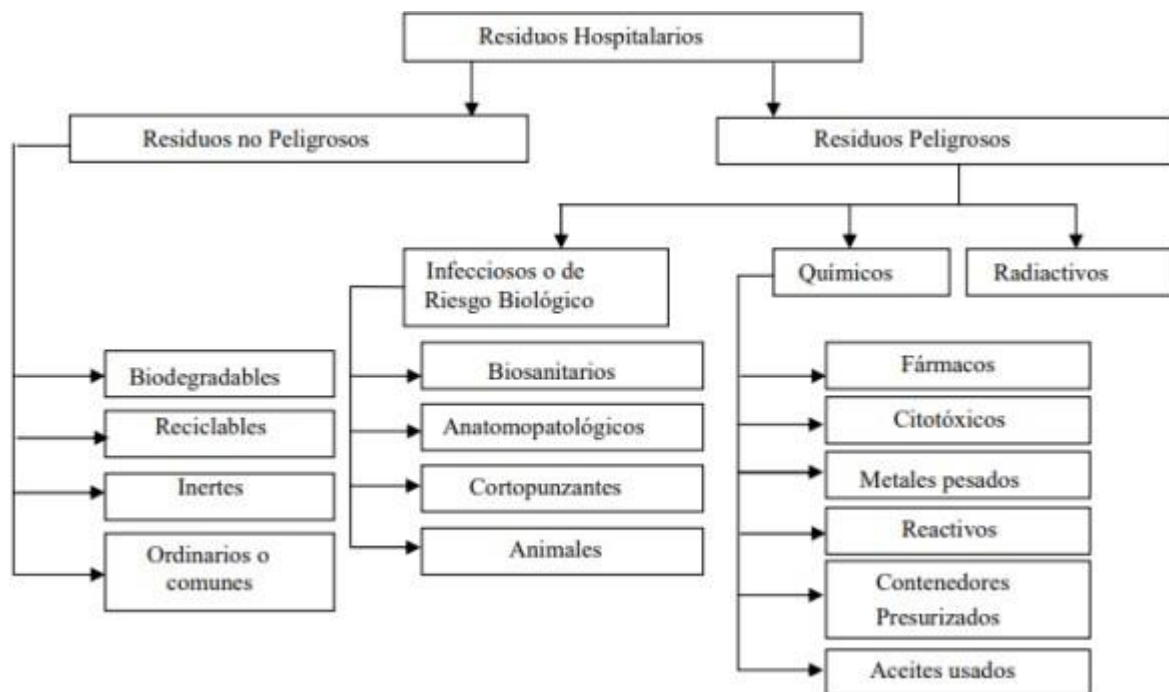 Residuos Hospitalarios
Residuos no Peligrosos
Residuos Peligrosos
Infecciosos o de
Riesgo Biológico
Químicos
Radiactivos
Biodegradables
Reciclables
Inertes
Ordinarios o
comunes
Biosanitarios
Anatomopatológicos
Cortopunzantes
Animales
Fármacos
Citotóxicos
Metales pesados
Reactivos
Contenedores
Presurizados
Aceites usados